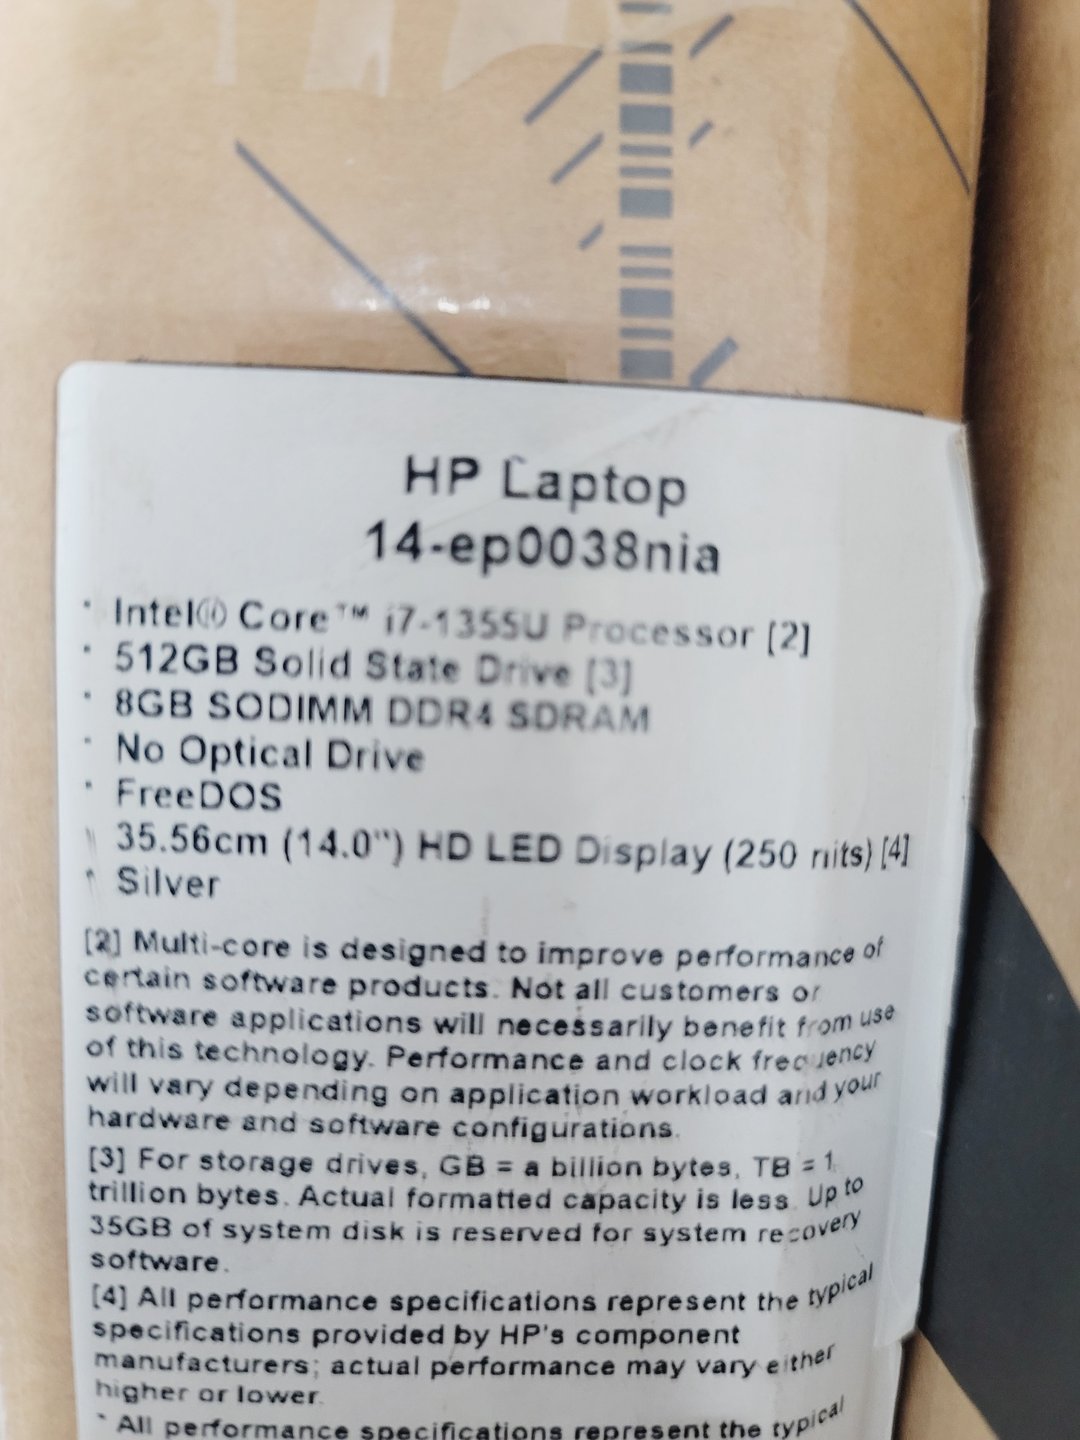 HP Laptop
14-ep0038nia
· Intel® Core™ i7-1355U Processor [2]
· 512GB Solid State Drive [3]
· 8GB SODIMM DDR4 SDRAM
· No Optical Drive
· FreeDOS
· 35.56cm (14.0") HD LED Display (250 nits) [4]
· Silver
[2] Multi-core is designed to improve performance of
certain software products. Not all customers or
software applications will necessarily benefit from use
of this technology. Performance and clock frequency
will vary depending on application workload and your
hardware and software configurations.
[3] For storage drives, GB = a billion bytes, TB = 1
trillion bytes. Actual formatted capacity is less. Up to
35GB of system disk is reserved for system recovery
software.
[4] All performance specifications represent the typical
specifications provided by HP's component
manufacturers; actual performance may vary either
higher or lower.
* All performance specifications represent the typical